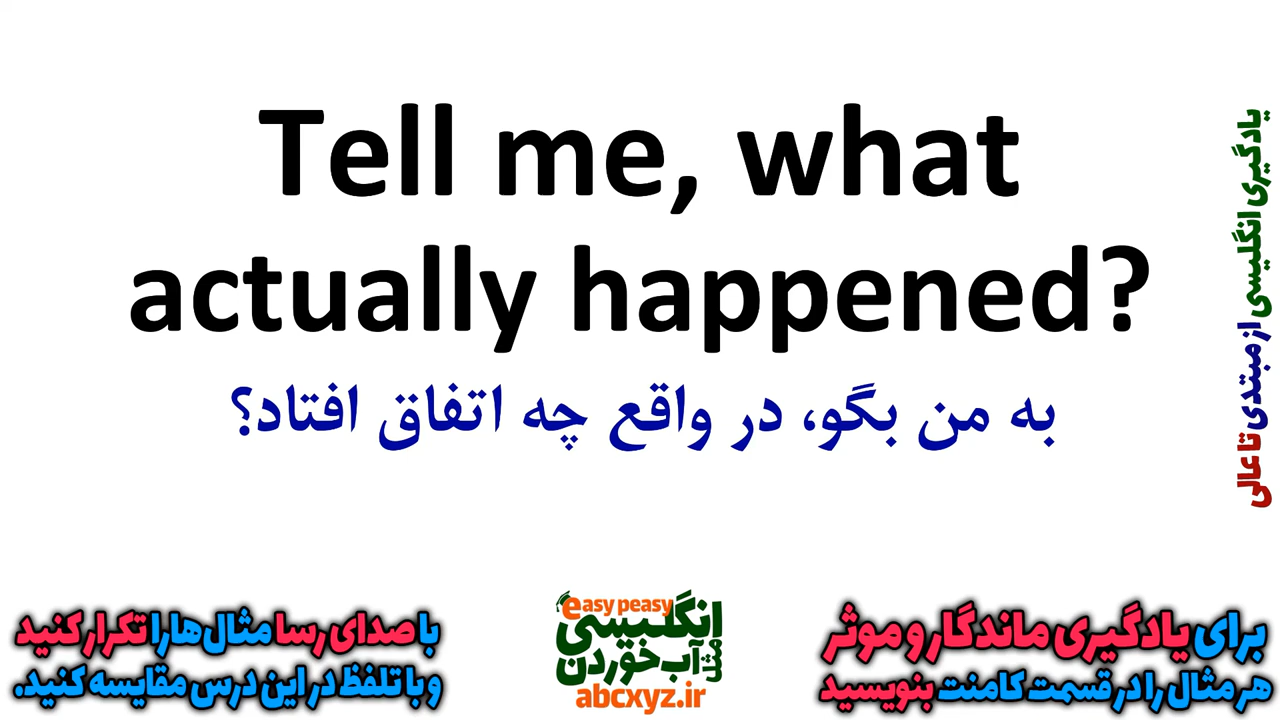 Tell me, what
actually happened?
به من بگو، در واقع چه اتفاق افتاد؟
یادگیری انگلیسی از مبتدی تا عالی
با صدای رسا مثال‌ها را تکرار کنید
و با تلفظ در این درس مقایسه کنید.
easy peasy
انگلیسی
مثل آب خوردن
abcxyz.ir
برای یادگیری ماندگار و موثر
هر مثال را در قسمت کامنت بنویسید